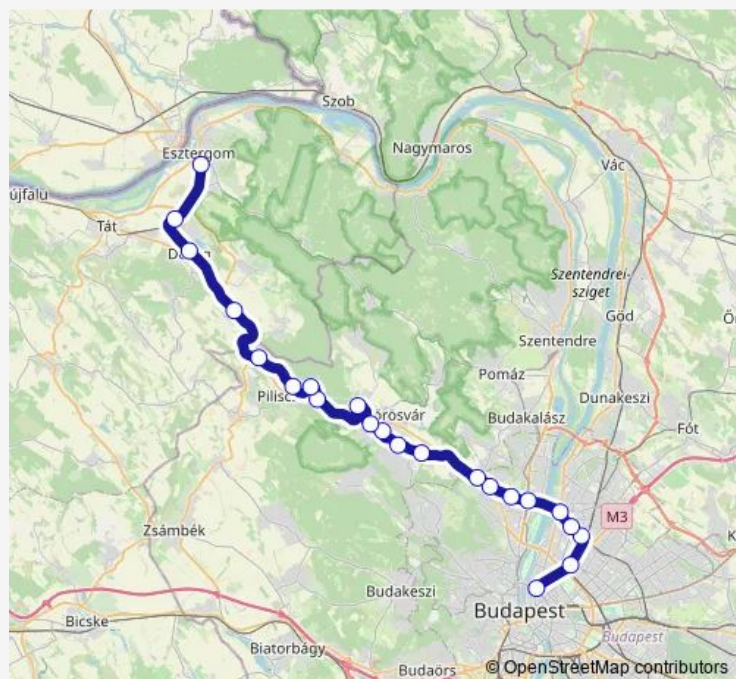 Szob
Esztergom
Nagymaros
Vác
újfalu
Tát
Szentendrei-
sziget
Göd
Szentendre
Pomáz
Dunakeszi
Budakalász
Fót
M3
Zsámbék
Budakeszi
Budapest
Budapest
Bicske
Biatorbágy
Budaörs
© OpenStreetMap contributors